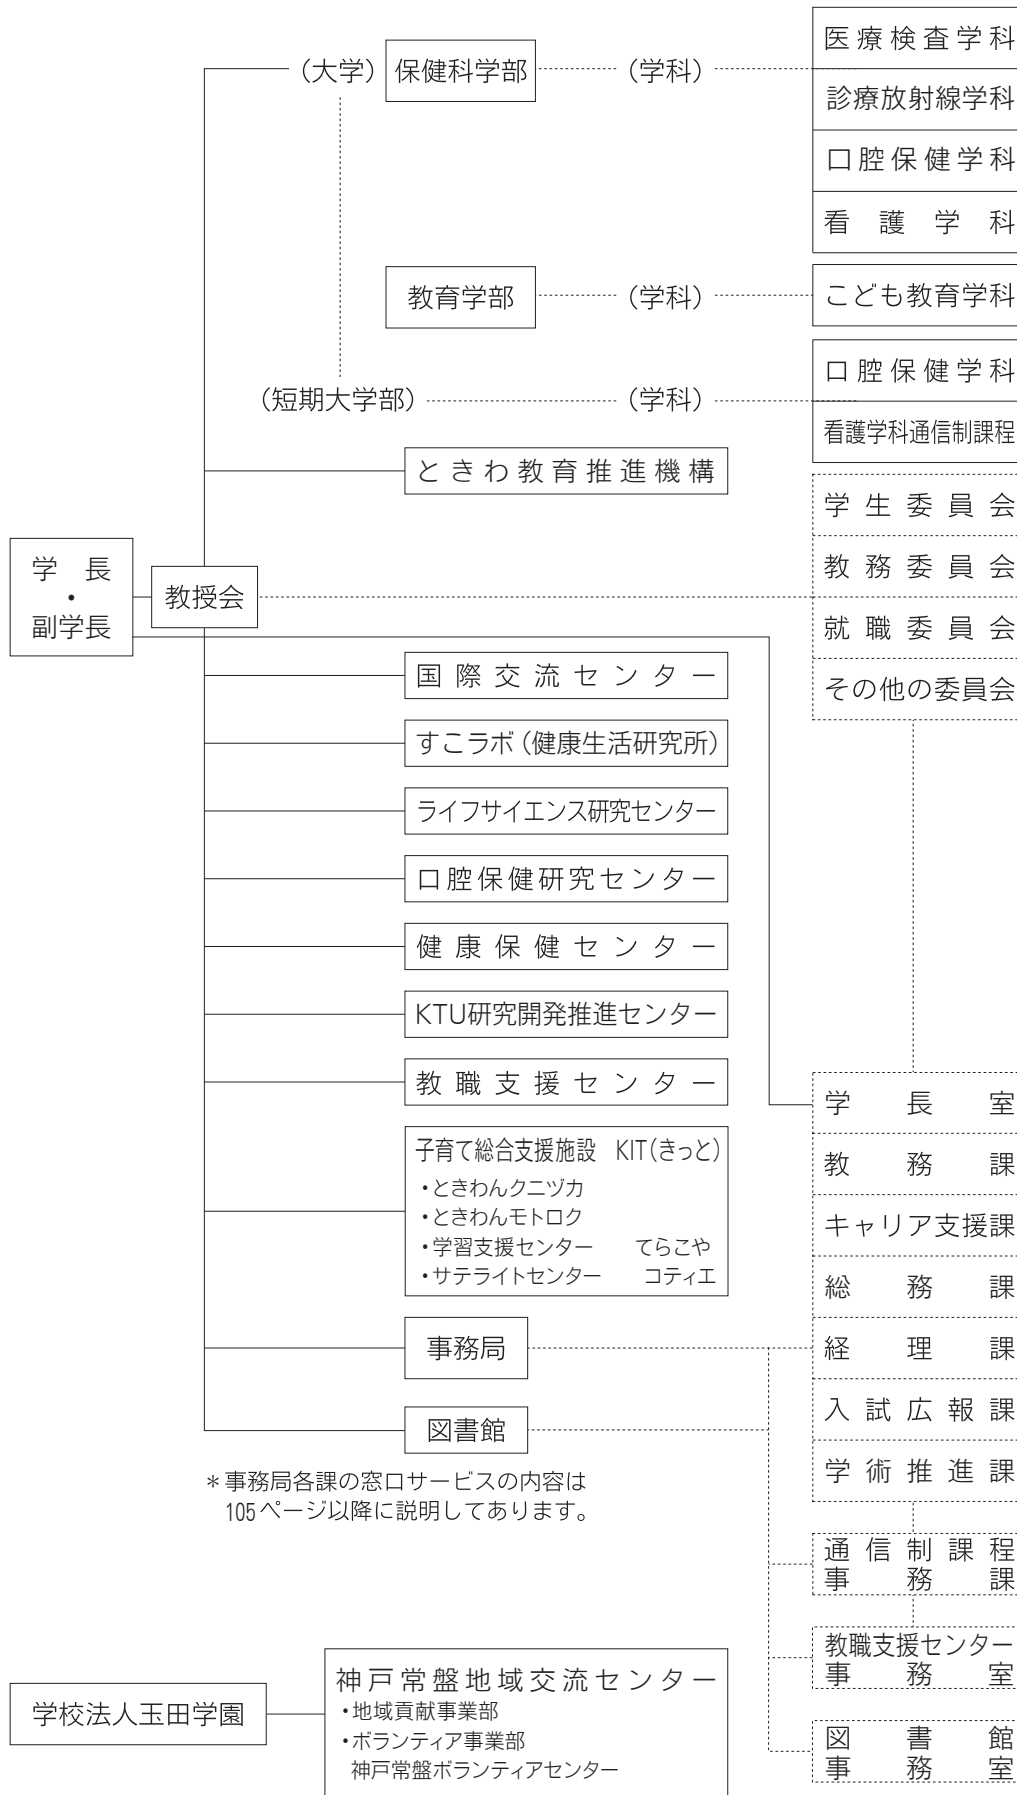 （大学）
保健科学部
（学科）
医療検査学科
診療放射線学科
口腔保健学科
看護学科
教育学部
（学科）
こども教育学科
（短期大学部）
（学科）
口腔保健学科
看護学科通信制課程
ときわ教育推進機構
学生委員会
教務委員会
就職委員会
その他の委員会
学　長
・
副学長
教授会
国際交流センター
すこラボ（健康生活研究所）
ライフサイエンス研究センター
口腔保健研究センター
健康保健センター
KTU研究開発推進センター
教職支援センター
子育て総合支援施設　KIT（きっと）
・ときわんクニヅカ
・ときわんモトロク
・学習支援センター　てらこや
・サテライトセンター　コティエ
事務局
図書館
学長室
教務課
キャリア支援課
総務課
経理課
入試広報課
学術推進課
通信制課程
事務課
教職支援センター
事務室
図書館
事務室
＊事務局各課の窓口サービスの内容は
105ページ以降に説明してあります。
学校法人玉田学園
神戸常盤地域交流センター
・地域貢献事業部
・ボランティア事業部
神戸常盤ボランティアセンター